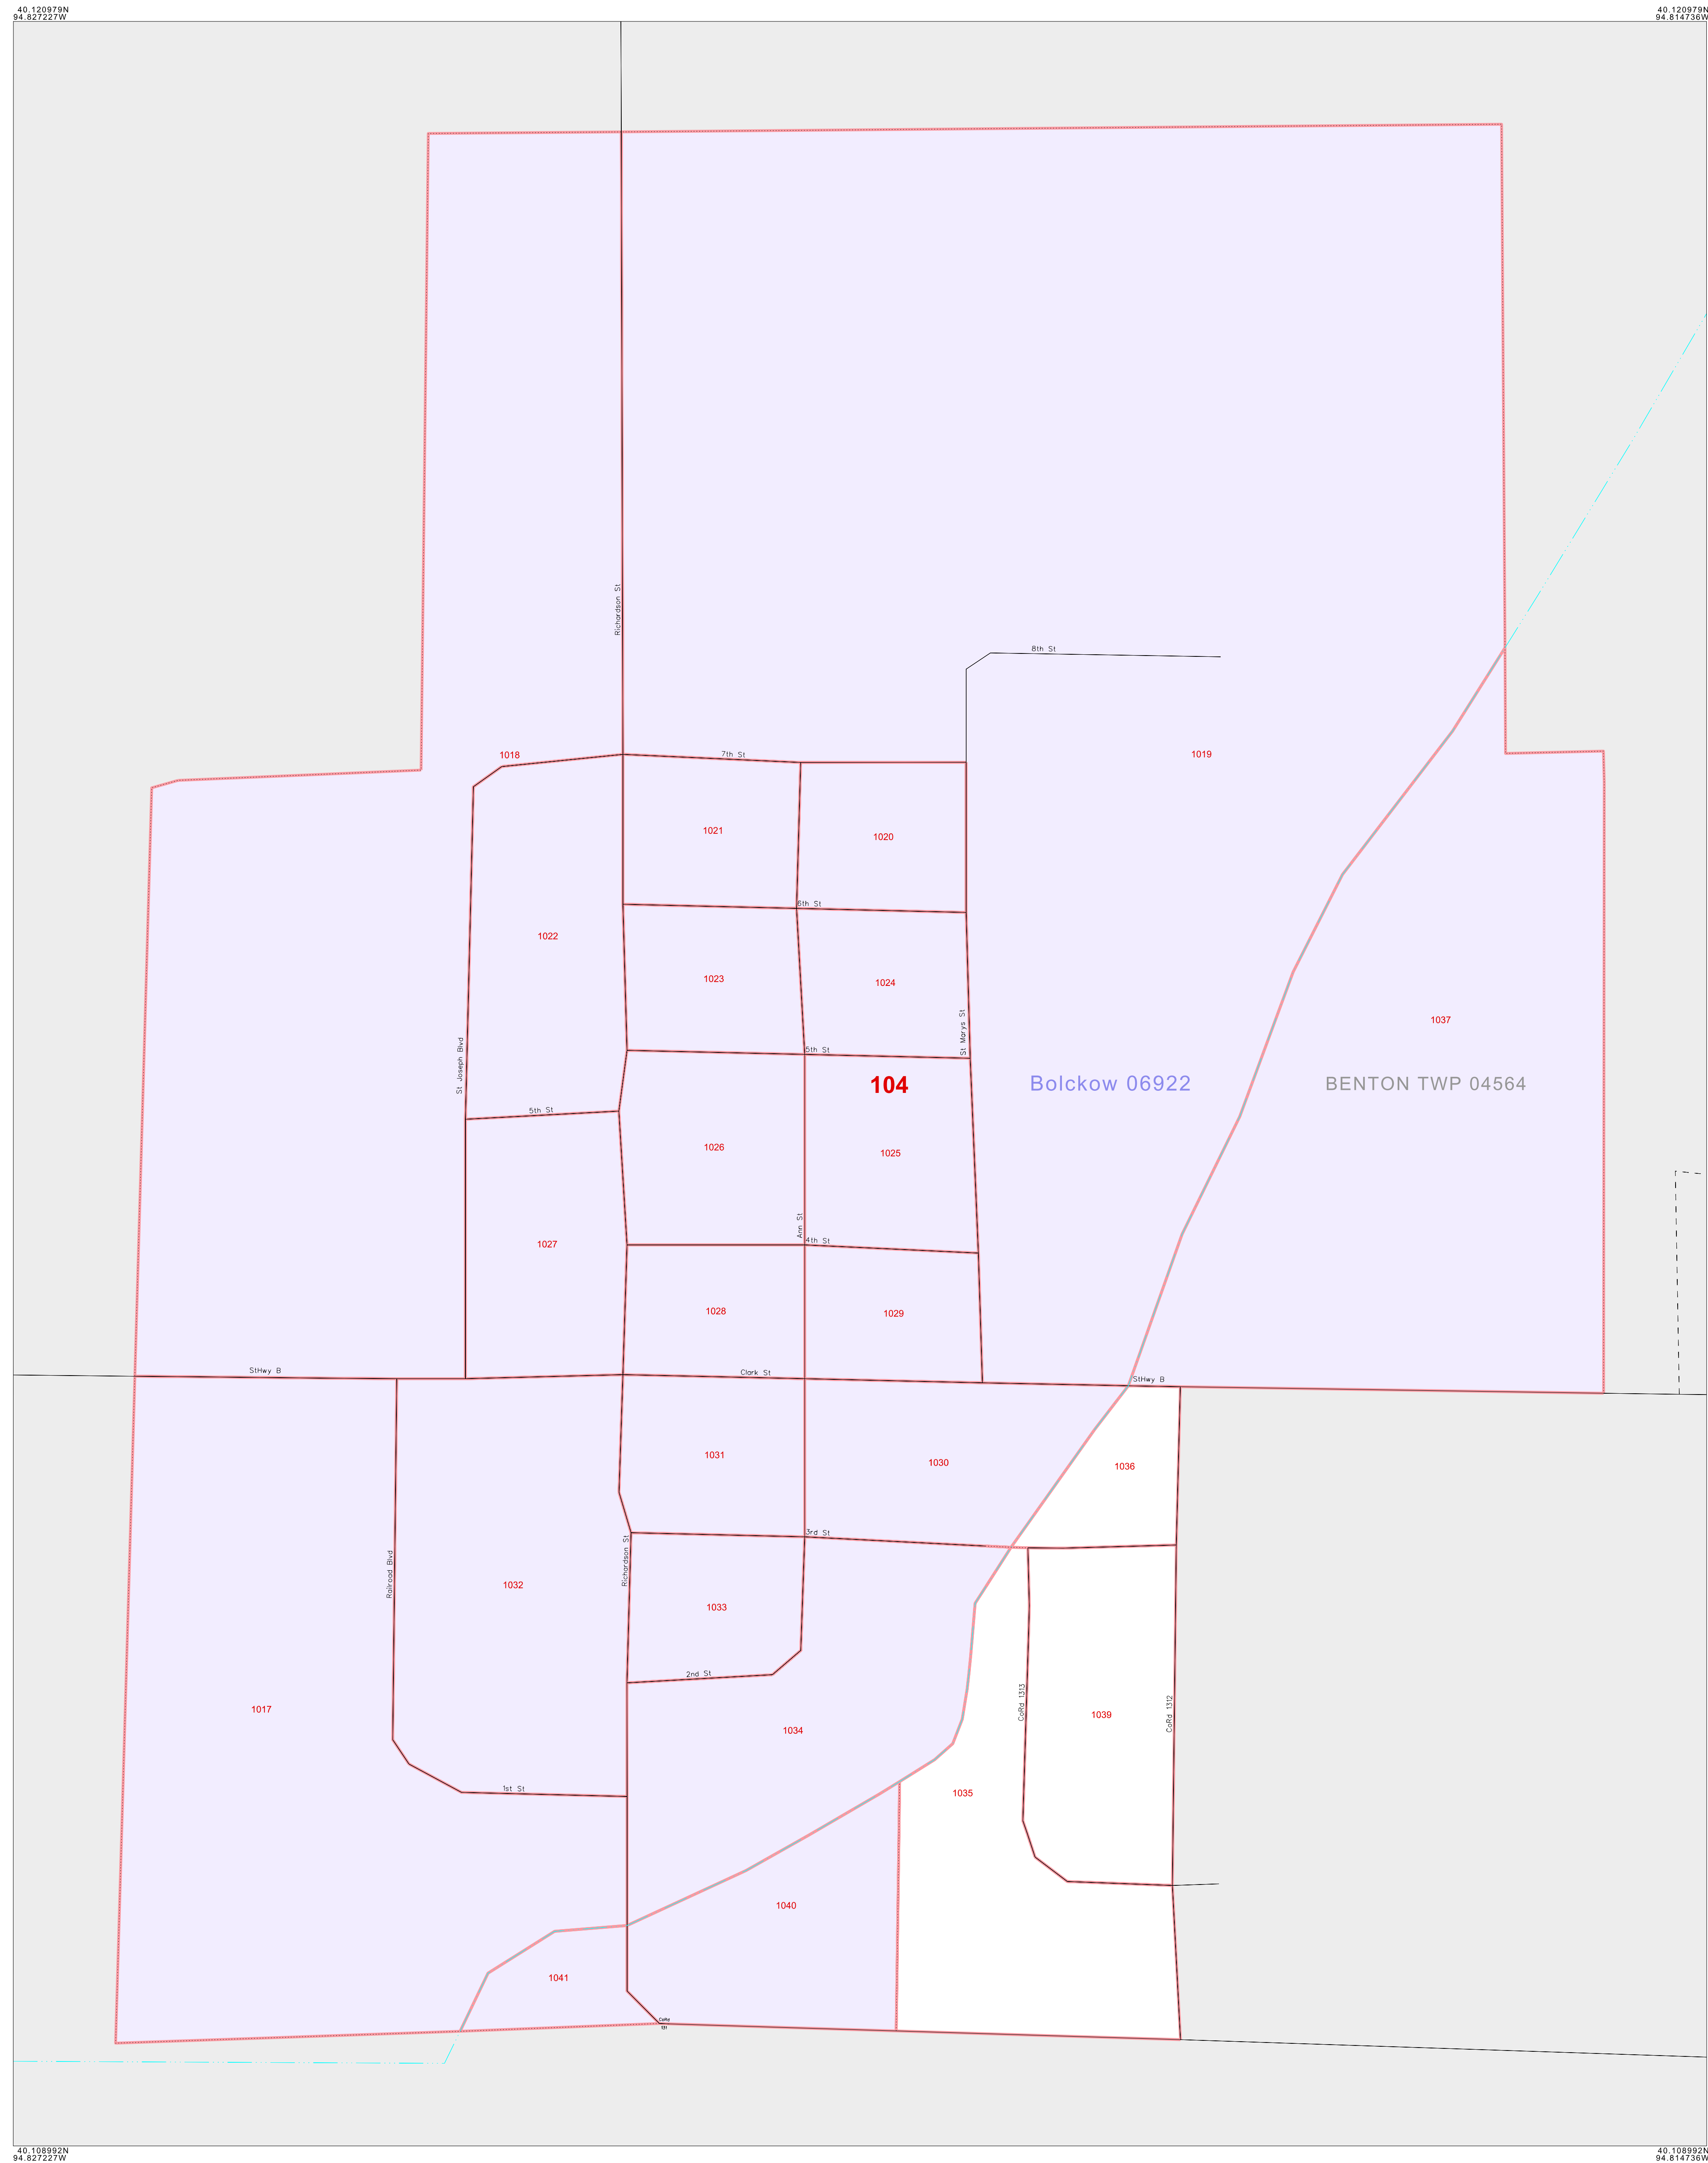 40.120979N
94.827227W
40.120979N
94.814736W
Richardson St
8th St
1018
7th St
1019
1021
1020
6th St
1022
1023
1024
St Marys St
1037
St Joseph Blvd
5th St
104
Bolckow 06922
BENTON TWP 04564
5th St
1026
1025
Ann St
4th St
1027
1028
1029
StHwy B
Clark St
StHwy B
1031
1030
1036
3rd St
Railroad Blvd
Richardson St
1032
1033
2nd St
1017
1034
CoRd 1313
1039
CoRd 1312
1st St
1035
1040
1041
CoRd
40.108992N
94.827227W
40.108992N
94.814736W